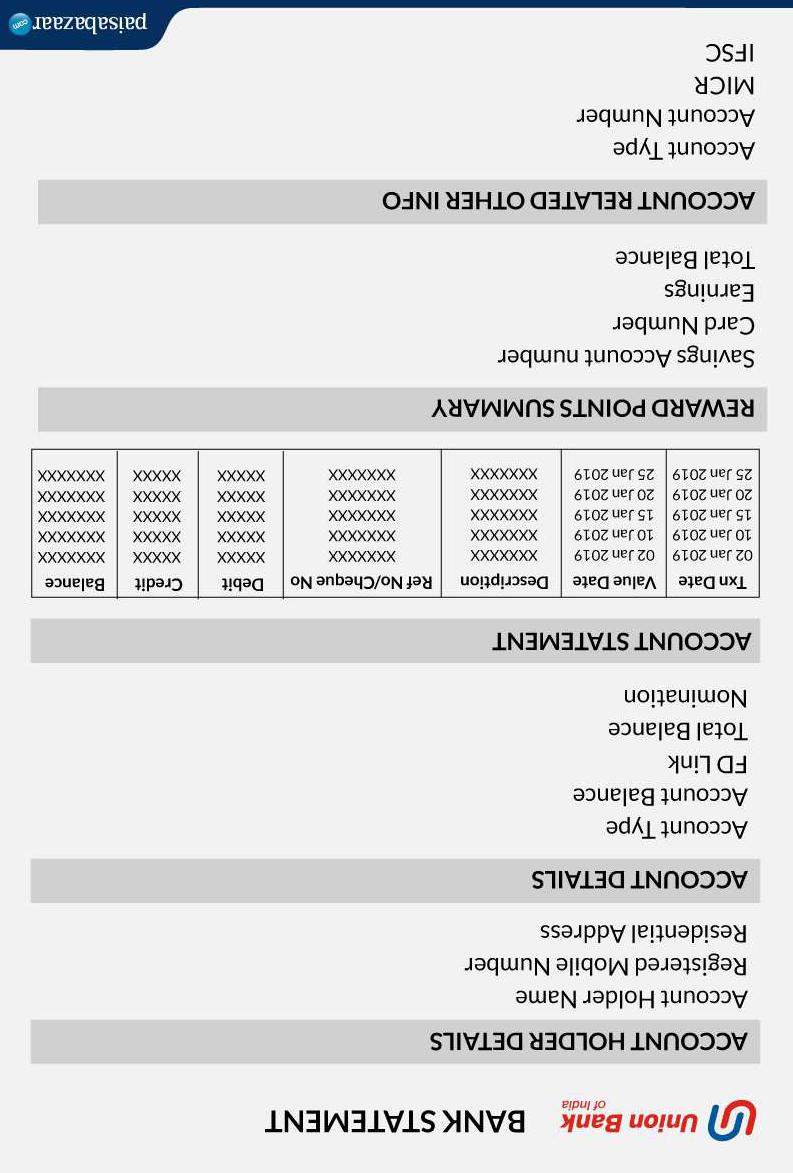 Union Bank
of India
BANK STATEMENT
ACCOUNT HOLDER DETAILS
Account Holder Name
Registered Mobile Number
Residential Address
ACCOUNT DETAILS
Account Type
Account Balance
FD Link
Total Balance
Nomination
ACCOUNT STATEMENT
Txn Date Value Date Description Ref No/Cheque No Debit Credit Balance
02 Jan 2019 02 Jan 2019 XXXXXXX XXXXXXX XXXXX XXXXX XXXXXXX
10 Jan 2019 10 Jan 2019 XXXXXXX XXXXXXX XXXXX XXXXX XXXXXXX
15 Jan 2019 15 Jan 2019 XXXXXXX XXXXXXX XXXXX XXXXX XXXXXXX
20 Jan 2019 20 Jan 2019 XXXXXXX XXXXXXX XXXXX XXXXX XXXXXXX
25 Jan 2019 25 Jan 2019 XXXXXXX XXXXXXX XXXXX XXXXX XXXXXXX
REWARD POINTS SUMMARY
Savings Account number
Card Number
Earnings
Total Balance
ACCOUNT RELATED OTHER INFO
Account Type
Account Number
MICR
IFSC
paisabazaar.com